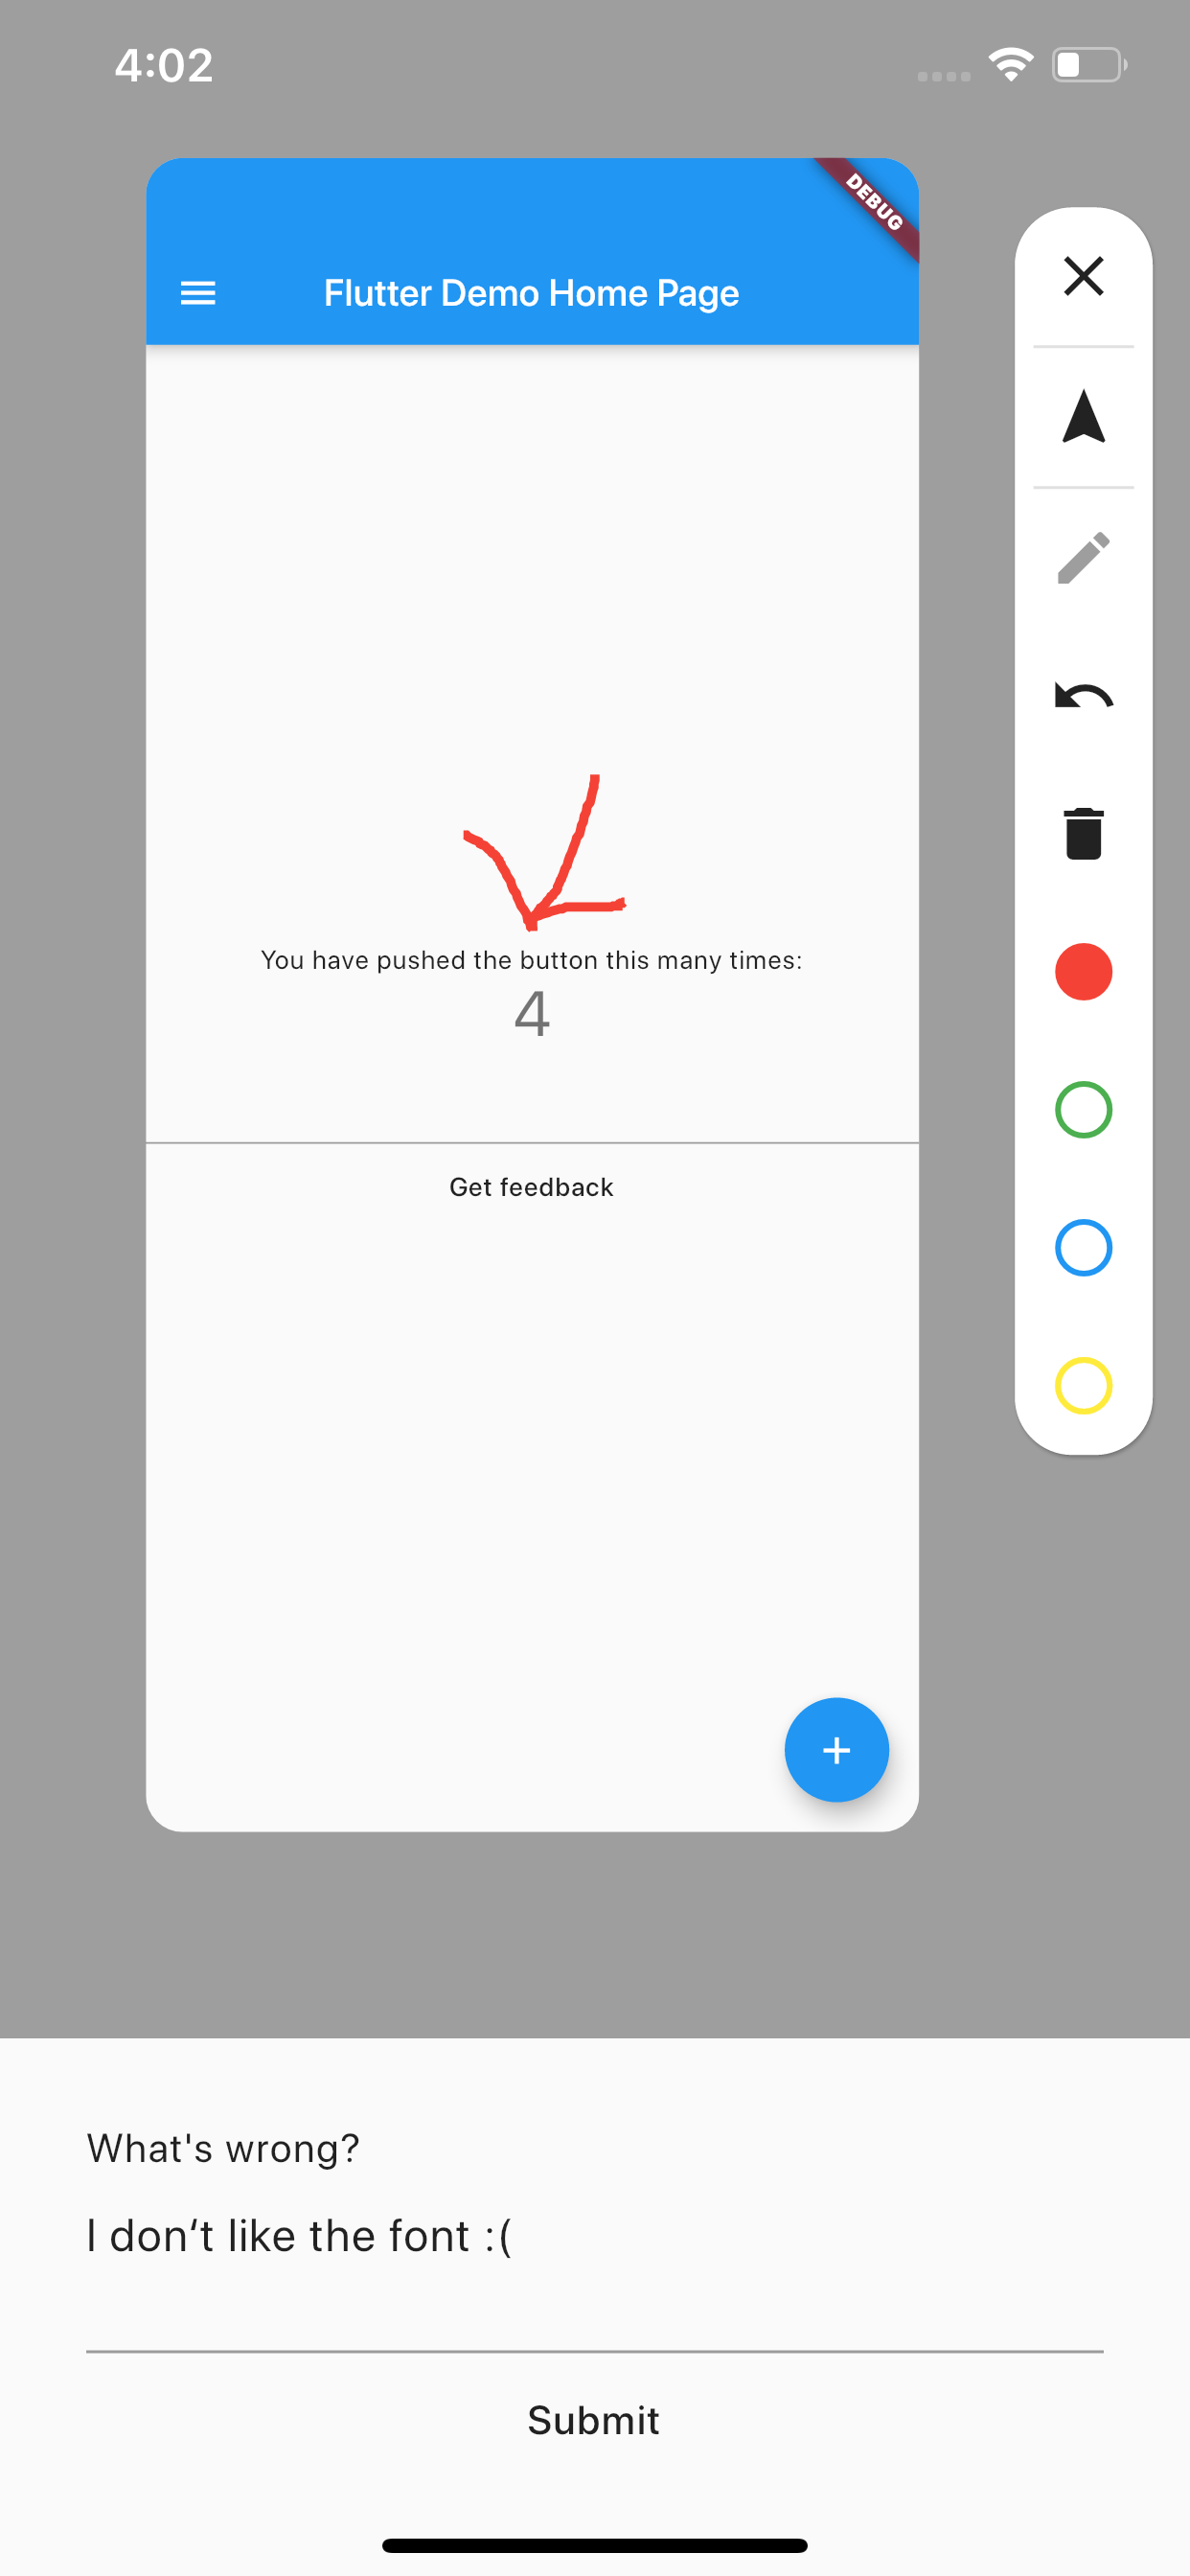 4:02
DEBUG
Flutter Demo Home Page
You have pushed the button this many times:
4
Get feedback
What's wrong?
I don‘t like the font :(
Submit